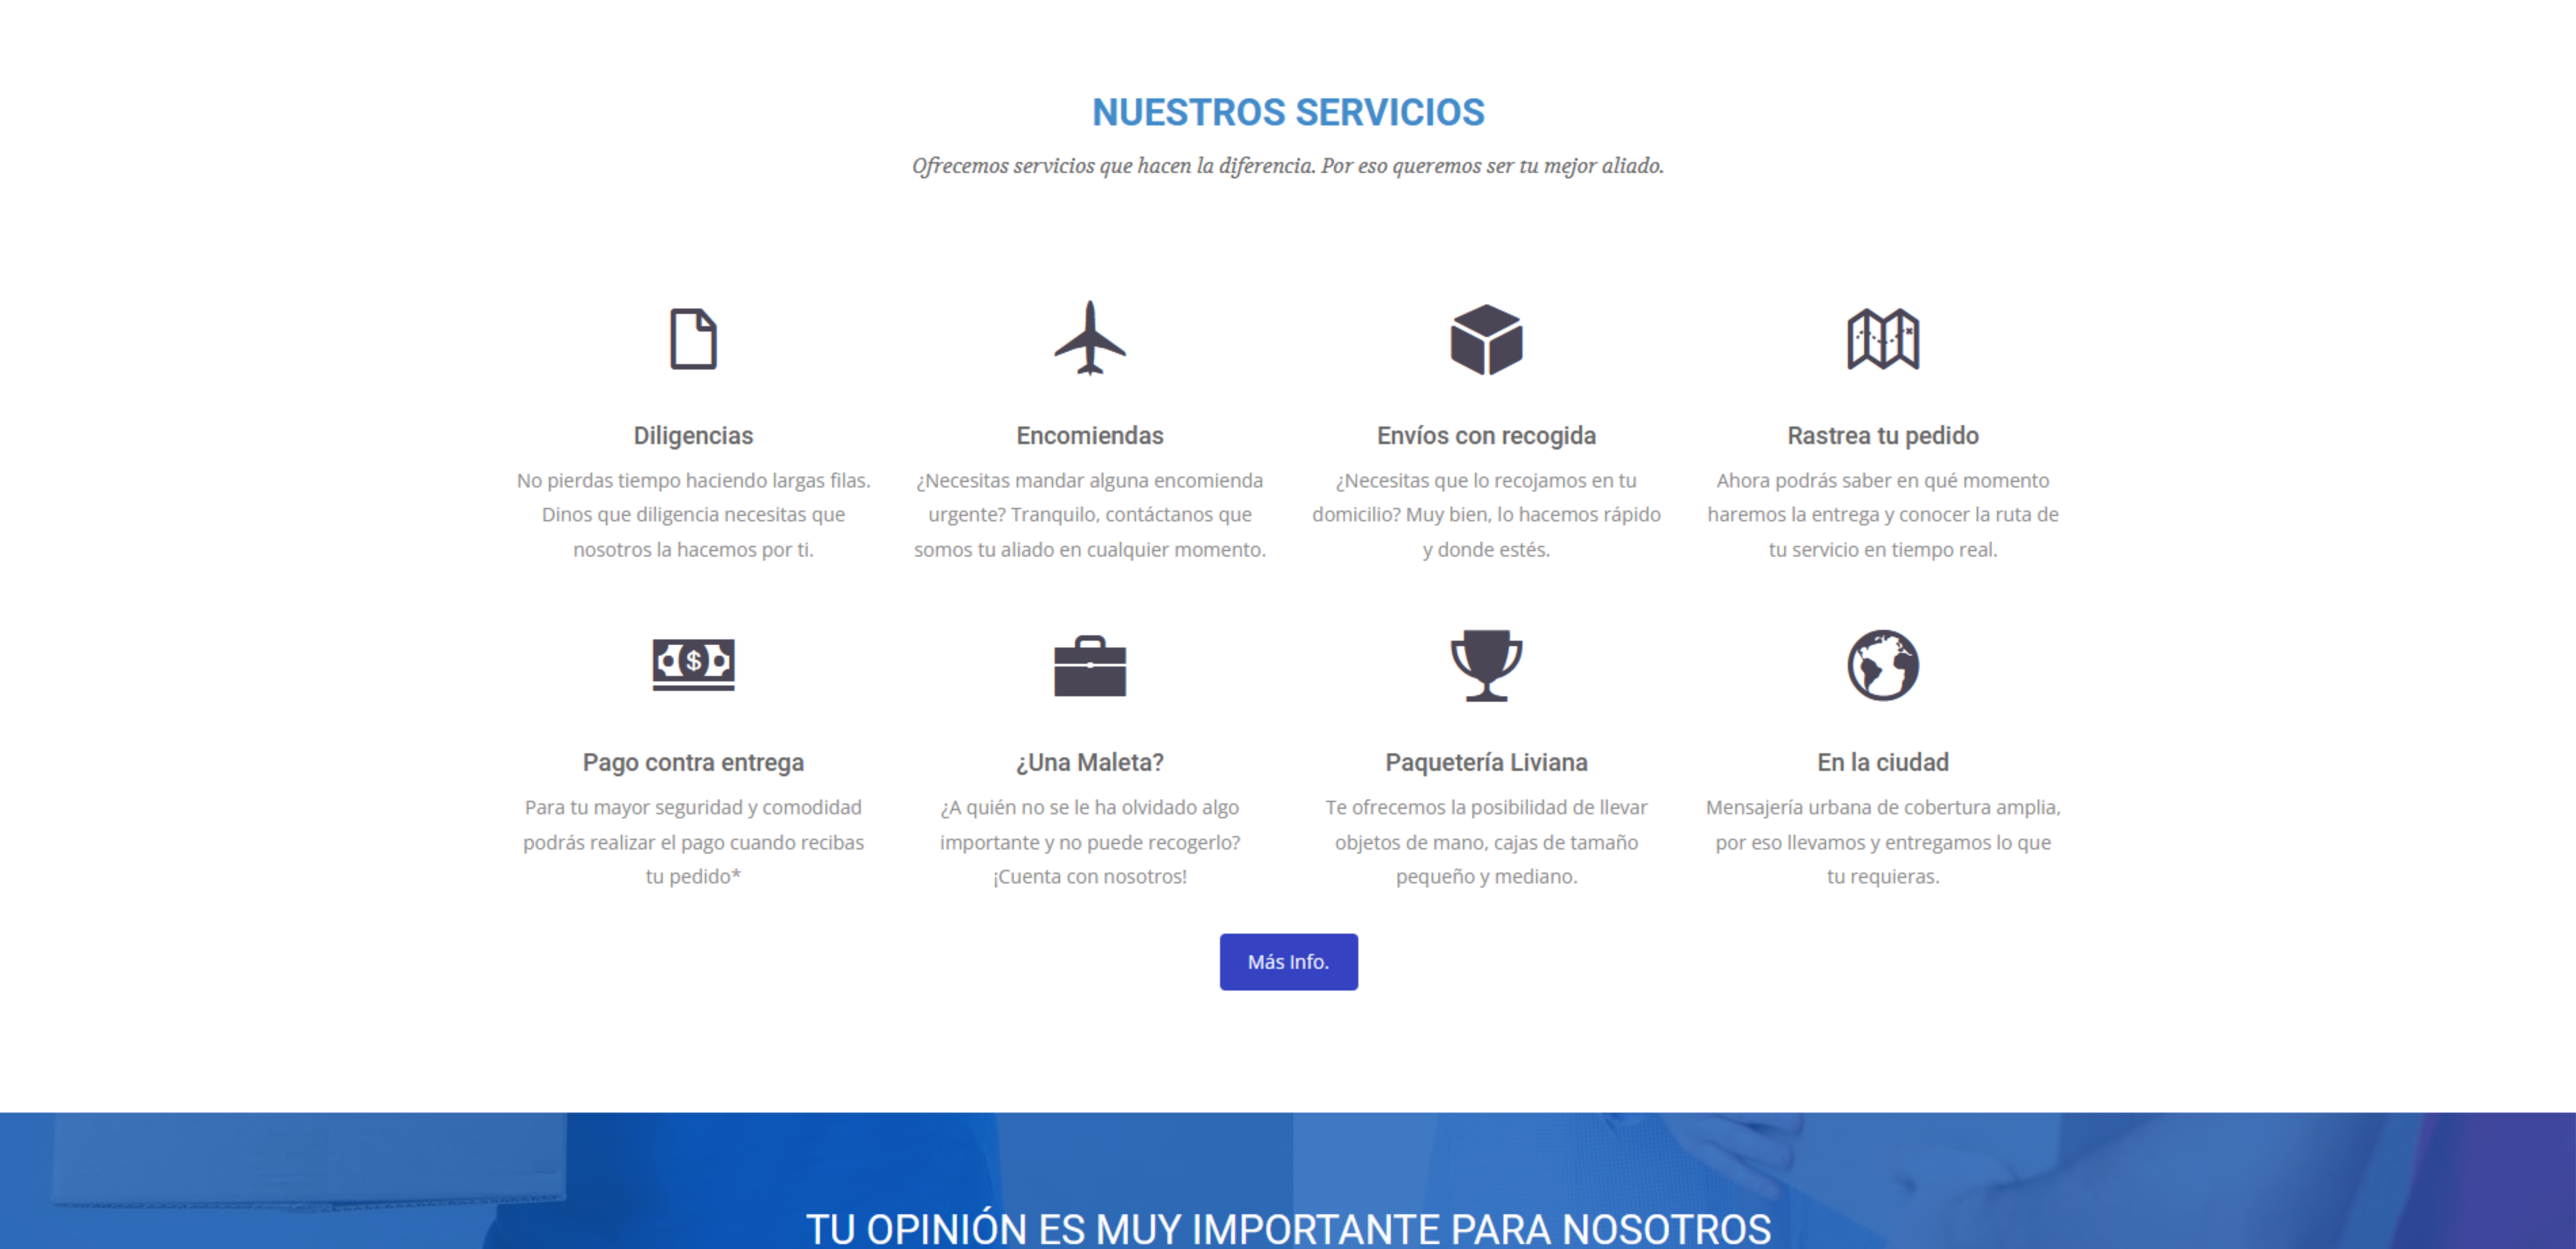 NUESTROS SERVICIOS
Ofrecemos servicios que hacen la diferencia. Por eso queremos ser tu mejor aliado.
Diligencias
No pierdas tiempo haciendo largas filas.
Dinos que diligencia necesitas que
nosotros la hacemos por ti.
Encomiendas
¿Necesitas mandar alguna encomienda
urgente? Tranquilo, contáctanos que
somos tu aliado en cualquier momento.
Envíos con recogida
¿Necesitas que lo recojamos en tu
domicilio? Muy bien, lo hacemos rápido
y donde estés.
Rastrea tu pedido
Ahora podrás saber en qué momento
haremos la entrega y conocer la ruta de
tu servicio en tiempo real.
$
Pago contra entrega
Para tu mayor seguridad y comodidad
podrás realizar el pago cuando recibas
tu pedido*
¿Una Maleta?
¿A quién no se le ha olvidado algo
importante y no puede recogerlo?
¡Cuenta con nosotros!
Paquetería Liviana
Te ofrecemos la posibilidad de llevar
objetos de mano, cajas de tamaño
pequeño y mediano.
En la ciudad
Mensajería urbana de cobertura amplia,
por eso llevamos y entregamos lo que
tu requieras.
Más Info.
TU OPINIÓN ES MUY IMPORTANTE PARA NOSOTROS